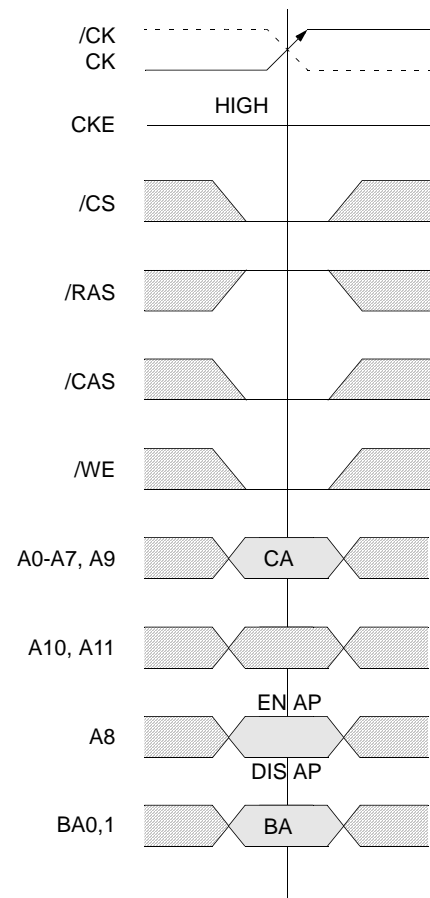 /CK
CK
HIGH
CKE
/CS
/RAS
/CAS
/WE
A0-A7, A9
CA
A10, A11
EN AP
A8
DIS AP
BA0,1
BA